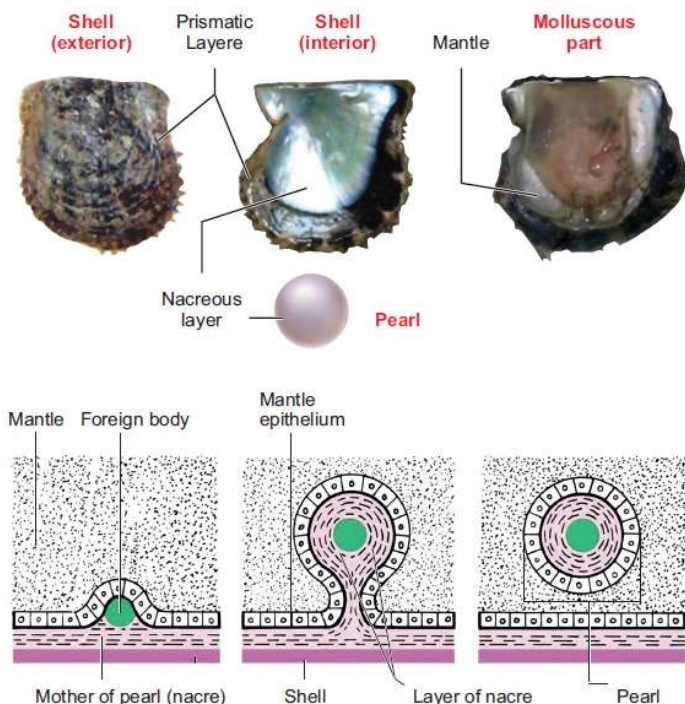 Shell
(exterior)
Prismatic
Layere
Shell
(interior)
Mantle
Molluscous
part
Nacreous
layer
Pearl
Mantle
Foreign body
Mantle
epithelium
Mother of pearl (nacre)
Shell
Layer of nacre
Pearl